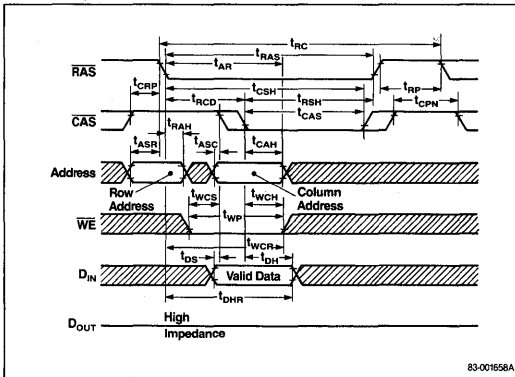 tRC
tRAS
tAR
RAS
tCSH
tRP
tCRP
tRCD
tRSH
tCPN
tCAS
CAS
tRAH
tASR
tASC
tCAH
Address
Row Address
Column Address
tWCS
tWCH
tWP
WE
tWCR
tDS
tDH
DIN
Valid Data
tDHR
DOUT
High Impedance
83-001658A